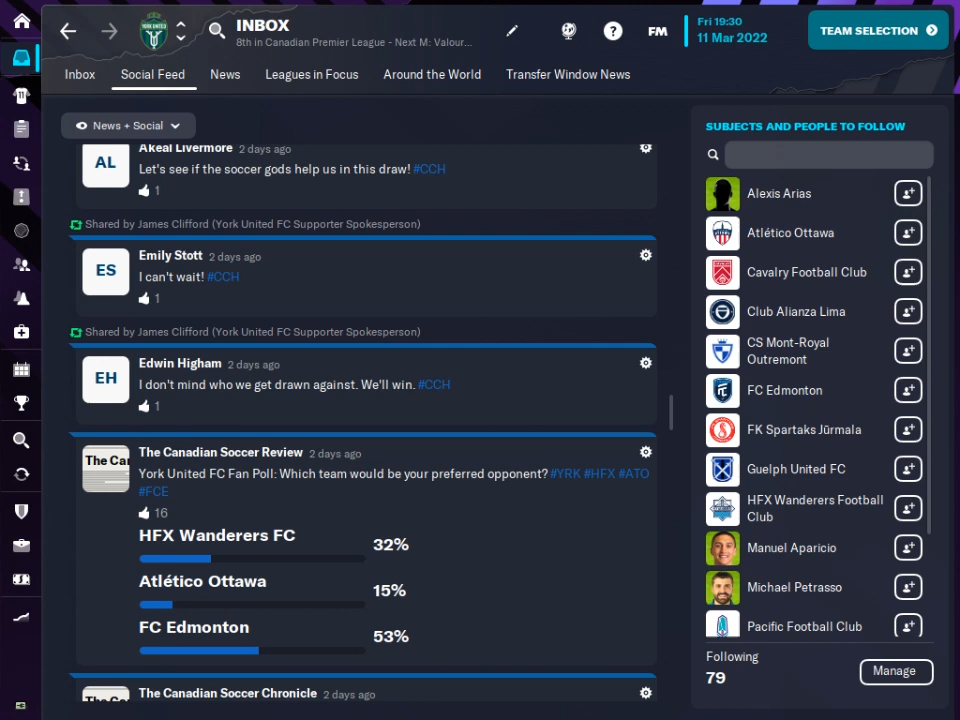 INBOX
8th in Canadian Premier League - Next M: Valour...
FM
Fri 19:30
11 Mar 2022
TEAM SELECTION
Inbox
Social Feed
News
Leagues in Focus
Around the World
Transfer Window News
News + Social
AL
Akeal Livermore 2 days ago
Let's see if the soccer gods help us in this draw! #CCH
1
Shared by James Clifford (York United FC Supporter Spokesperson)
ES
Emily Stott 2 days ago
I can't wait! #CCH
1
Shared by James Clifford (York United FC Supporter Spokesperson)
EH
Edwin Higham 2 days ago
I don't mind who we get drawn against. We'll win. #CCH
1
The Car
The Canadian Soccer Review 2 days ago
York United FC Fan Poll: Which team would be your preferred opponent? #YRK #HFX #ATO
#FCE
16
HFX Wanderers FC
32%
Atlético Ottawa
15%
FC Edmonton
53%
The Canadian Soccer Chronicle 2 days ago
SUBJECTS AND PEOPLE TO FOLLOW
Alexis Arias
Atlético Ottawa
Cavalry Football Club
Club Alianza Lima
CS Mont-Royal
Outremont
FC Edmonton
FK Spartaks Jūrmala
Guelph United FC
HFX Wanderers Football
Club
Manuel Aparicio
Michael Petrasso
Pacific Football Club
Following
79
Manage